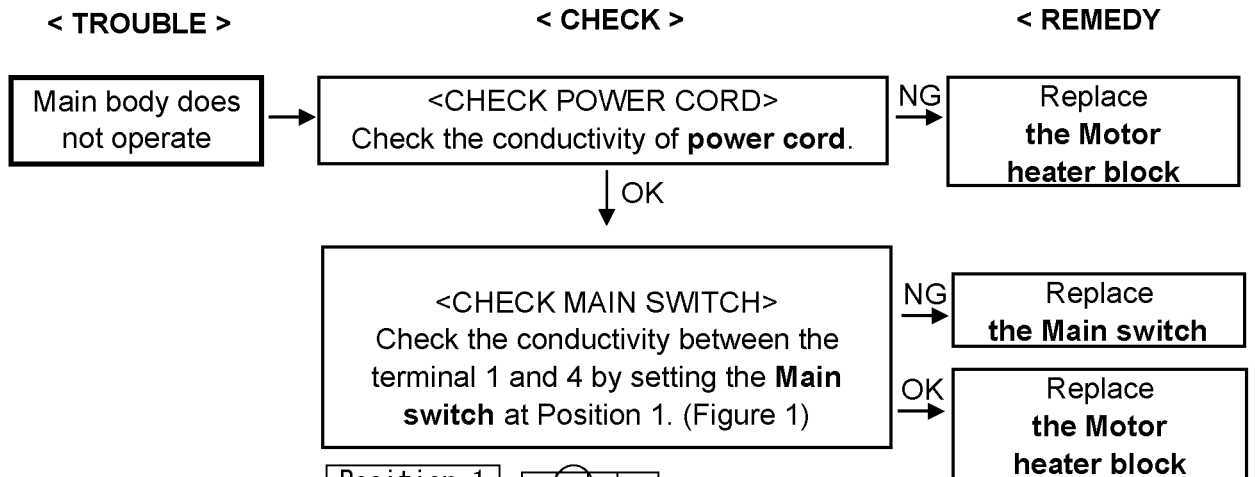 < TROUBLE >
< CHECK >
< REMEDY
Main body does
not operate
<CHECK POWER CORD>
Check the conductivity of power cord.
NG
Replace
the Motor
heater block
OK
<CHECK MAIN SWITCH>
Check the conductivity between the
terminal 1 and 4 by setting the Main
switch at Position 1. (Figure 1)
NG
Replace
the Main switch
OK
Replace
the Motor
heater block
Position 1